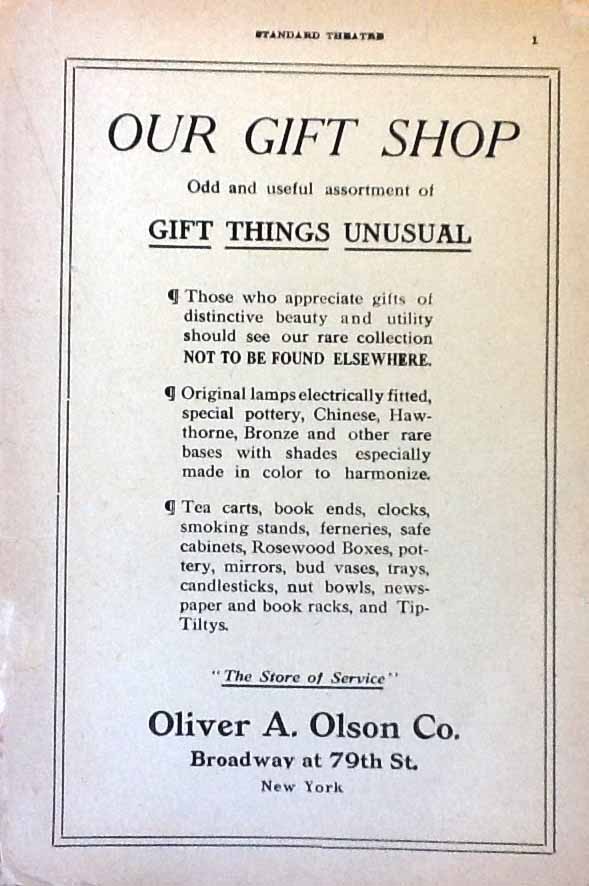 STANDARD THEATRE
1
OUR GIFT SHOP
Odd and useful assortment of
GIFT THINGS UNUSUAL
¶ Those who appreciate gifts of
distinctive beauty and utility
should see our rare collection
NOT TO BE FOUND ELSEWHERE.
¶ Original lamps electrically fitted,
special pottery, Chinese, Haw-
thorne, Bronze and other rare
bases with shades especially
made in color to harmonize.
¶ Tea carts, book ends, clocks,
smoking stands, ferneries, safe
cabinets, Rosewood Boxes, pot-
tery, mirrors, bud vases, trays,
candlesticks, nut bowls, news-
paper and book racks, and Tip-
Tiltys.
"The Store of Service"
Oliver A. Olson Co.
Broadway at 79th St.
New York